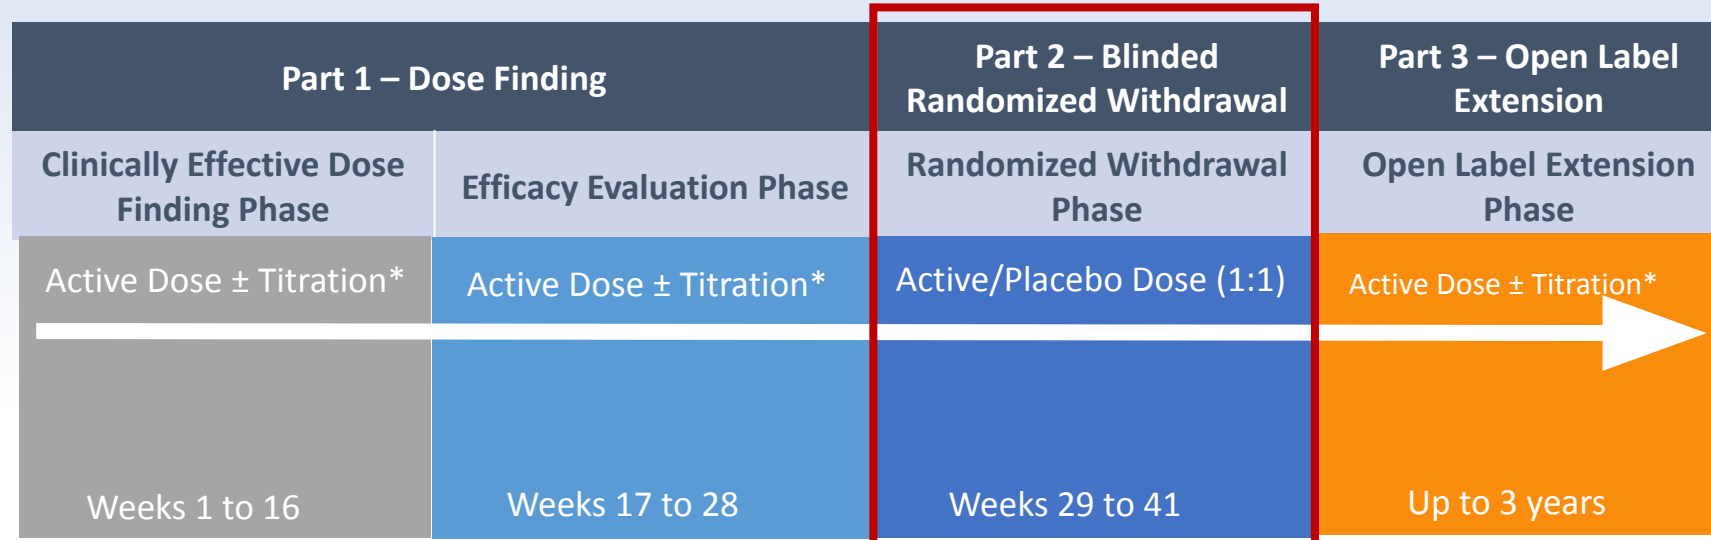 Part 1 – Dose Finding
Part 2 – Blinded
Randomized Withdrawal
Part 3 – Open Label
Extension
Clinically Effective Dose
Finding Phase
Efficacy Evaluation Phase
Randomized Withdrawal
Phase
Open Label Extension
Phase
Active Dose ± Titration*
Active Dose ± Titration*
Active/Placebo Dose (1:1)
Active Dose ± Titration*
Weeks 1 to 16
Weeks 17 to 28
Weeks 29 to 41
Up to 3 years